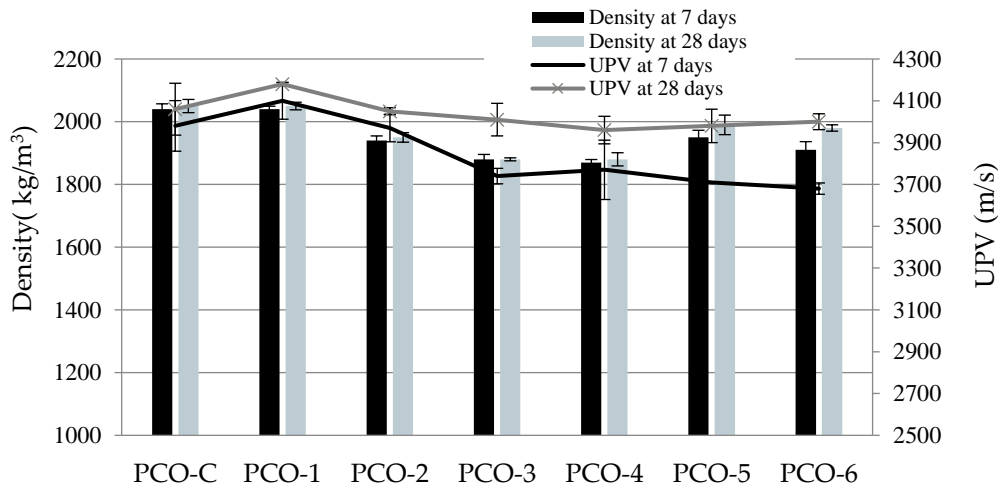 Density at 7 days
Density at 28 days
UPV at 7 days
UPV at 28 days
2200
2000
1800
1600
1400
1200
1000
Density( kg/m³)
4300
4100
3900
3700
3500
3300
3100
2900
2700
2500
UPV (m/s)
PCO-C PCO-1 PCO-2 PCO-3 PCO-4 PCO-5 PCO-6